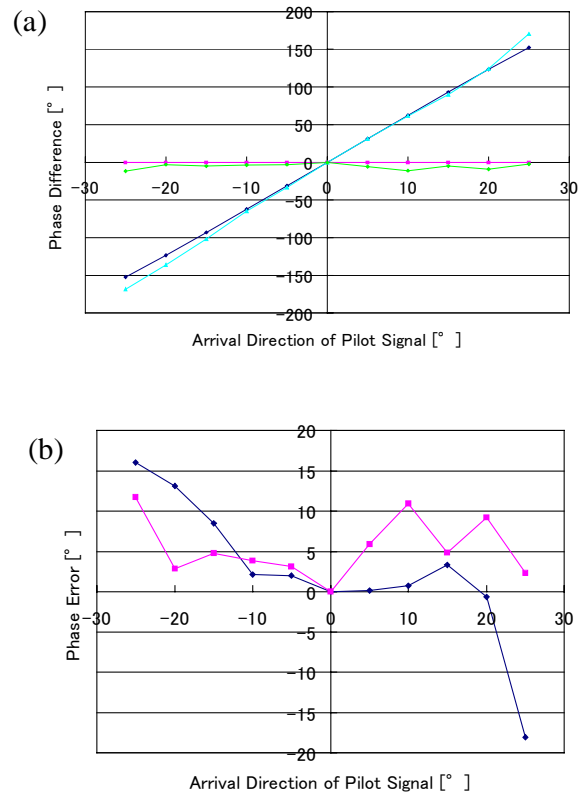 (a)
200
150
100
50
0
-50
-100
-150
-200
-30 -20 -10 0 10 20 30
Phase Difference [°]
Arrival Direction of Pilot Signal [°]
(b)
20
15
10
5
0
-5
-10
-15
-20
-30 -20 -10 0 10 20 30
Phase Error [°]
Arrival Direction of Pilot Signal [°]